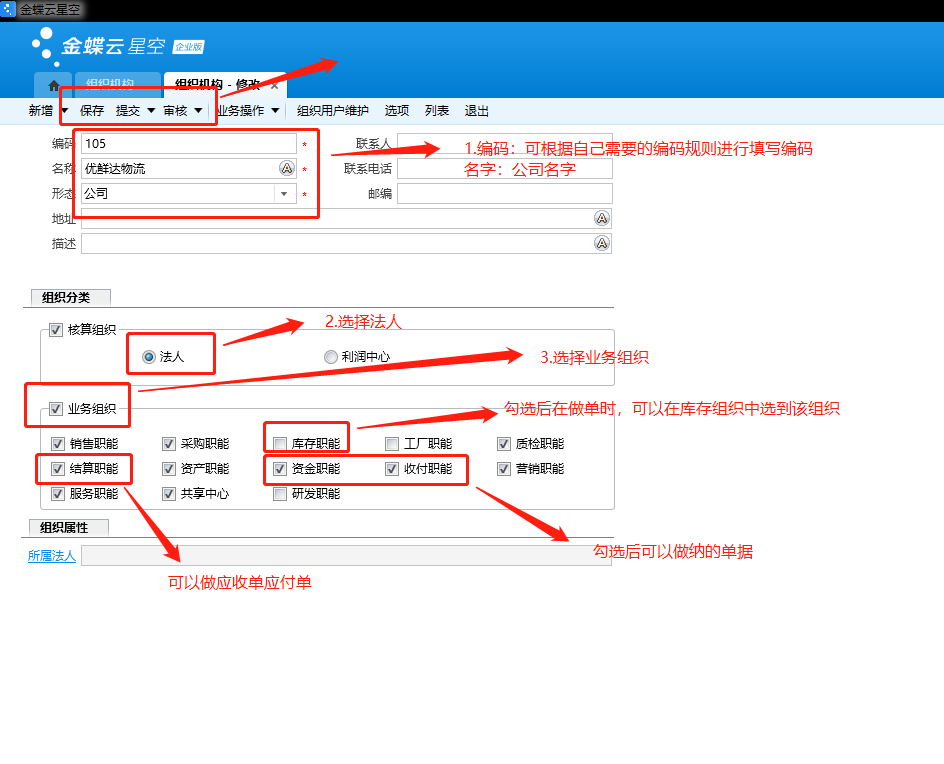 金蝶云星空
金蝶云 星空 企业版
组织机构 组织机构 - 修改 ×
新增 保存 提交 审核 业务操作 组织用户维护 选项 列表 退出
编码 105 * 联系人
1.编码：可根据自己需要的编码规则进行填写编码
名称 优鲜达物流 A * 联系电话
名字：公司名字
形态 公司 * 邮编
地址 A
描述 A
组织分类
核算组织
2.选择法人
法人 利润中心
3.选择业务组织
业务组织
勾选后在做单时，可以在库存组织中选到该组织
销售职能 采购职能 库存职能 工厂职能 质检职能
结算职能 资产职能 资金职能 收付职能 营销职能
服务职能 共享中心 研发职能
组织属性
所属法人
勾选后可以做纳的单据
可以做应收单应付单